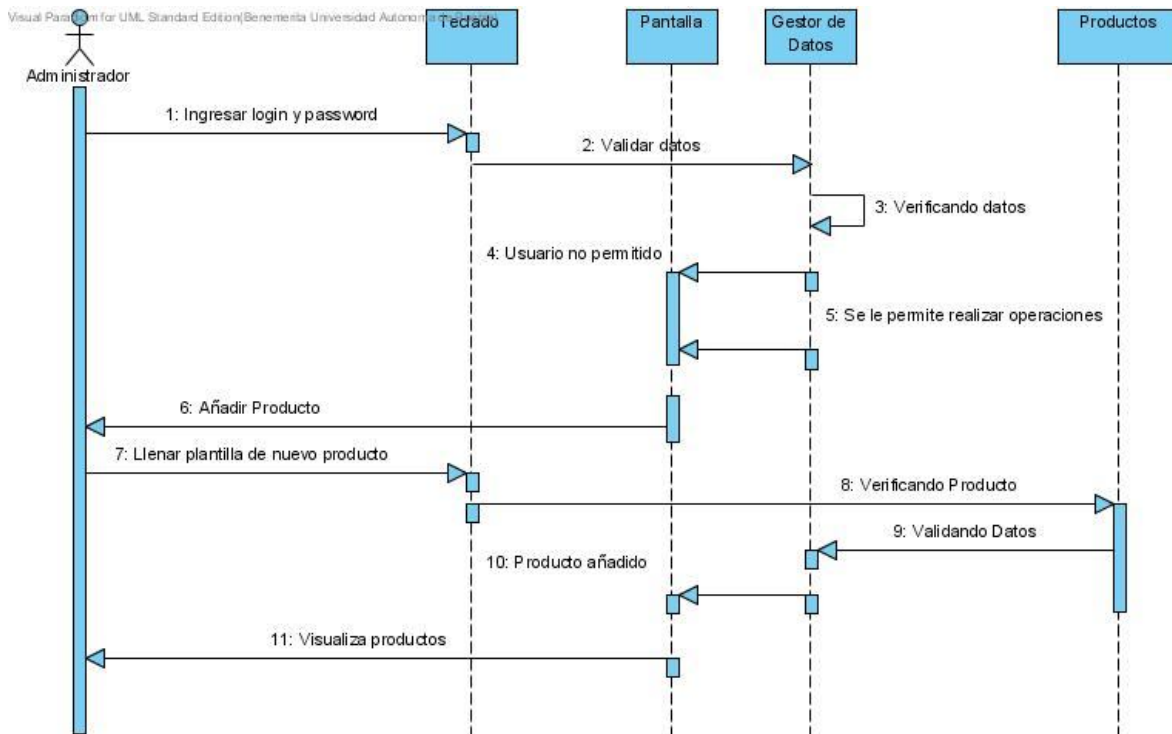 Visual Paradigm for UML Standard Edition(Benemerita Universidad Autonoma
Teclado
Pantalla
Gestor de
Datos
Productos
Administrador
1: Ingresar login y password
2: Validar datos
3: Verificando datos
4: Usuario no permitido
5: Se le permite realizar operaciones
6: Añadir Producto
7: Llenar plantilla de nuevo producto
8: Verificando Producto
9: Validando Datos
10: Producto añadido
11: Visualiza productos